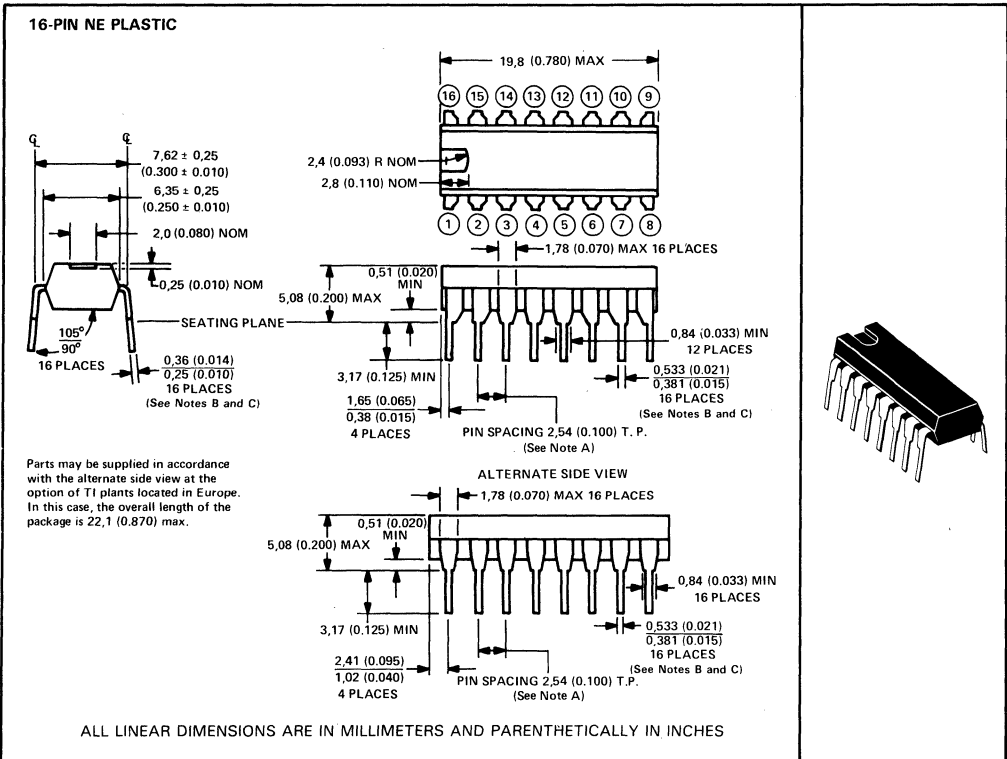 16-PIN NE PLASTIC
19,8 (0.780) MAX
16 15 14 13 12 11 10 9
2,4 (0.093) R NOM
2,8 (0.110) NOM
1 2 3 4 5 6 7 8
℄ ℄
7,62 ± 0,25
(0.300 ± 0.010)
6,35 ± 0,25
(0.250 ± 0.010)
2,0 (0.080) NOM
0,25 (0.010) NOM
SEATING PLANE
105°
90°
16 PLACES
0,36 (0.014)
0,25 (0.010)
16 PLACES
(See Notes B and C)
1,78 (0.070) MAX 16 PLACES
0,51 (0.020)
MIN
5,08 (0.200) MAX
3,17 (0.125) MIN
0,84 (0.033) MIN
12 PLACES
0,533 (0.021)
0,381 (0.015)
16 PLACES
(See Notes B and C)
1,65 (0.065)
0,38 (0.015)
4 PLACES
PIN SPACING 2,54 (0.100) T. P.
(See Note A)
Parts may be supplied in accordance
with the alternate side view at the
option of TI plants located in Europe.
In this case, the overall length of the
package is 22,1 (0.870) max.
ALTERNATE SIDE VIEW
1,78 (0.070) MAX 16 PLACES
0,51 (0.020)
MIN
5,08 (0.200) MAX
3,17 (0.125) MIN
0,84 (0.033) MIN
16 PLACES
0,533 (0.021)
0,381 (0.015)
16 PLACES
(See Notes B and C)
2,41 (0.095)
1,02 (0.040)
4 PLACES
PIN SPACING 2,54 (0.100) T.P.
(See Note A)
ALL LINEAR DIMENSIONS ARE IN MILLIMETERS AND PARENTHETICALLY IN INCHES